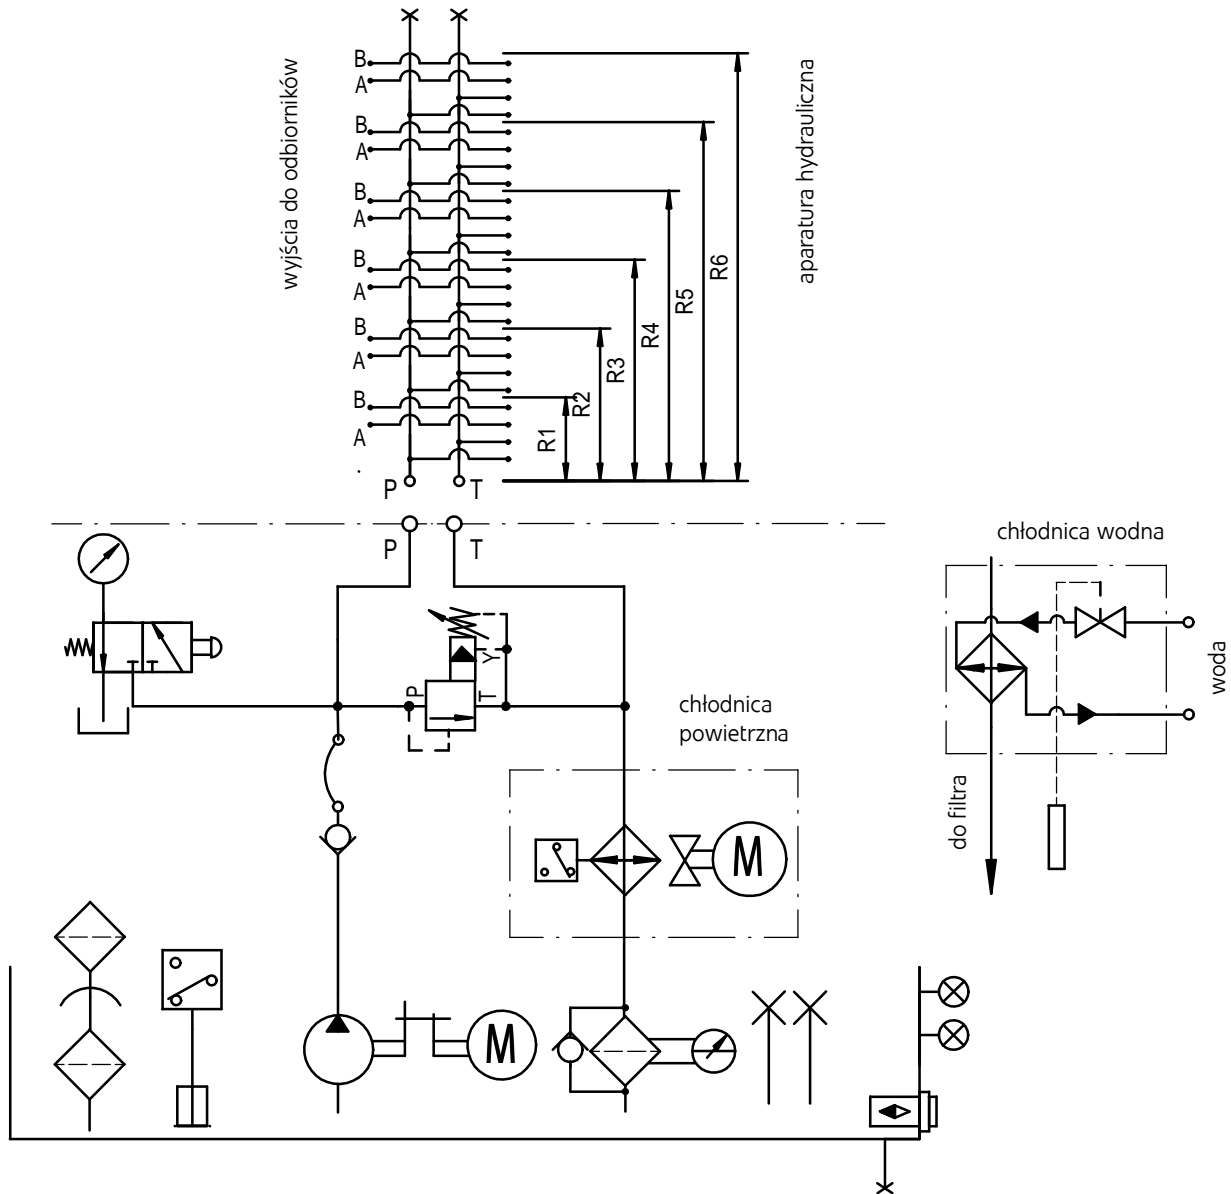 wyjścia do odbiorników
B
A
B
A
B
A
B
A
B
A
B
A
R1
R2
R3
R4
R5
R6
aparatura hydrauliczna
P T
P T
P
T
Y
chłodnica
powietrzna
M
M
chłodnica wodna
woda
do filtra